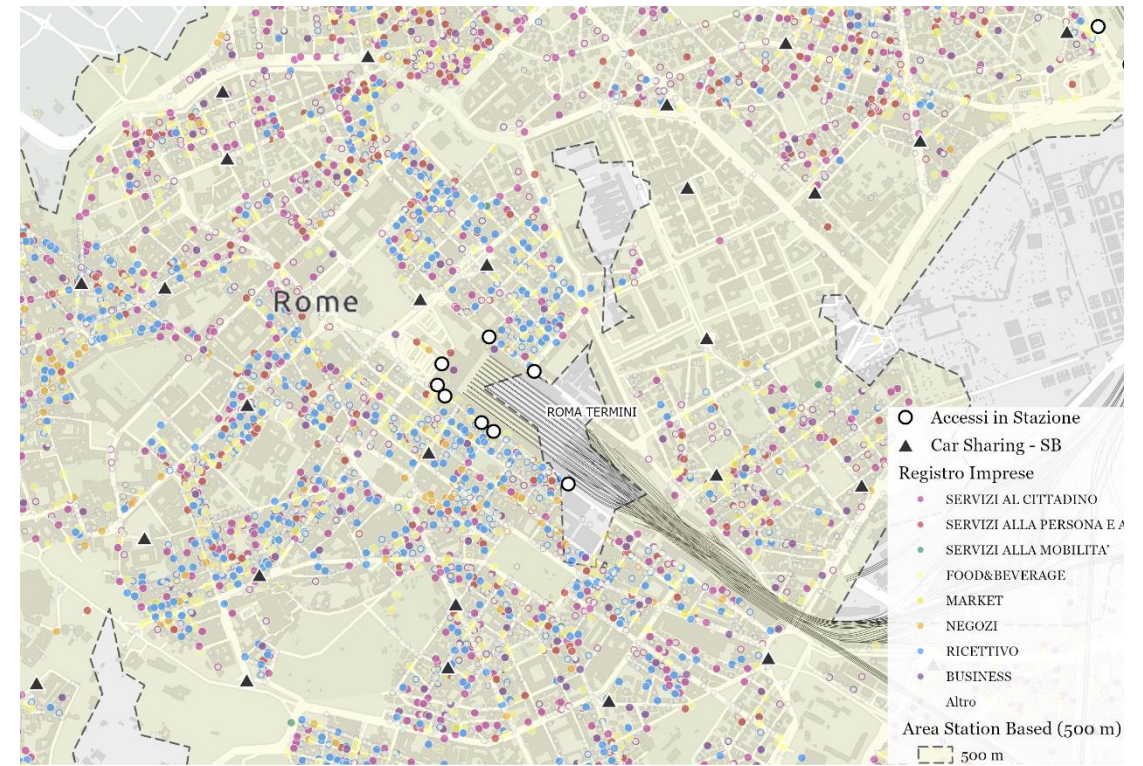 Rome
ROMA TERMINI
Accessi in Stazione
Car Sharing - SB
Registro Imprese
SERVIZI AL CITTADINO
SERVIZI ALLA PERSONA E A
SERVIZI ALLA MOBILITA'
FOOD&BEVERAGE
MARKET
NEGOZI
RICETTIVO
BUSINESS
Altro
Area Station Based (500 m)
500 m